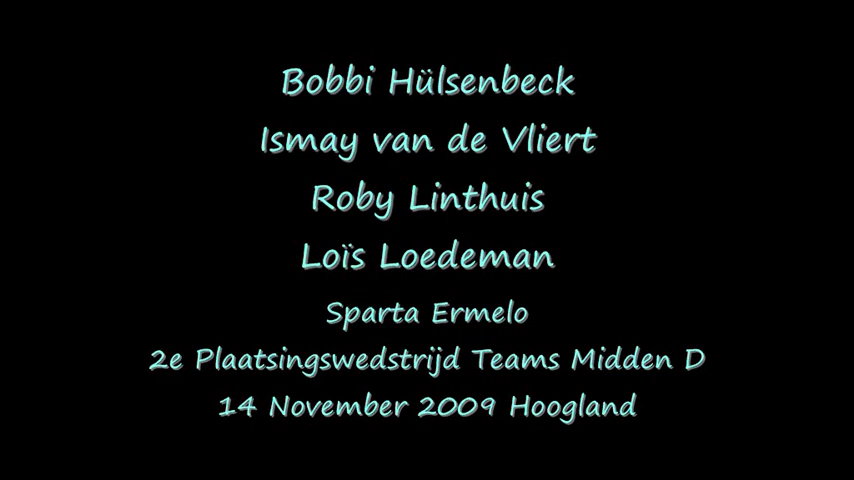 Bobbi Hülsenbeck
Ismay van de Vliert
Roby Linthuis
Loïs Loedeman
Sparta Ermelo
2e Plaatsingswedstrijd Teams Midden D
14 November 2009 Hoogland